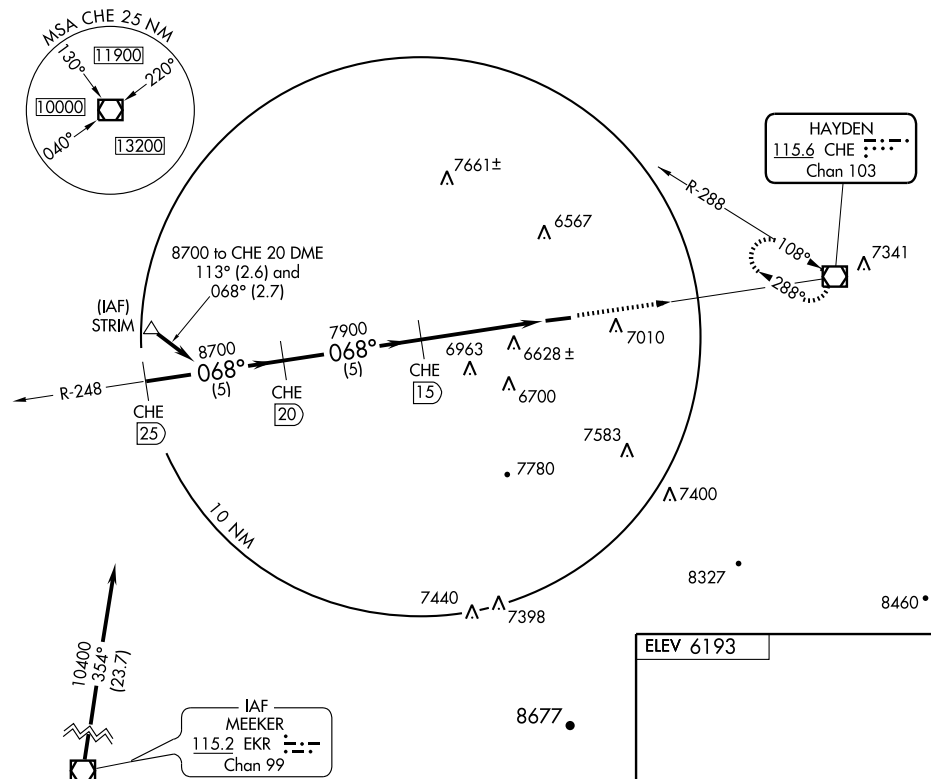 MSA CHE 25 NM
130°
11900
220°
10000
040°
13200
HAYDEN
115.6 CHE
Chan 103
7661±
6567
R-288
108°
288°
7341
8700 to CHE 20 DME
113° (2.6) and
068° (2.7)
(IAF)
STRIM
8700
068°
(5)
7900
068°
(5)
7010
6963
6628 ±
6700
R-248
CHE
25
CHE
20
CHE
15
7583
7780
7400
10 NM
8327
8460
7440
7398
ELEV 6193
10400
354°
(23.7)
IAF
MEEKER
115.2 EKR
Chan 99
8677